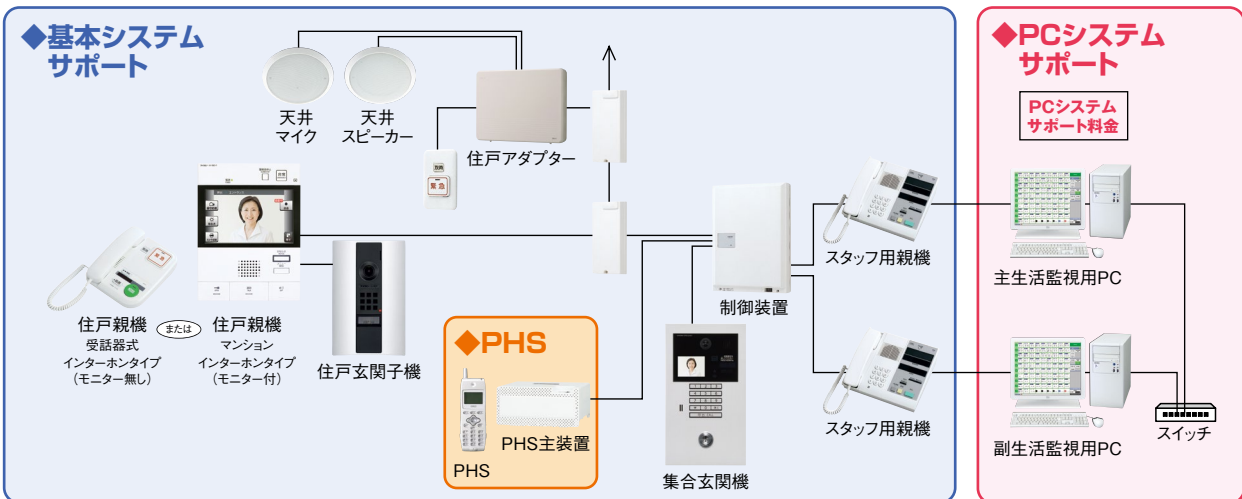 ◆基本システム
サポート
天井
マイク
天井
スピーカー
住戸アダプター
緊急
緊急
住戸親機
受話器式
インターホンタイプ
（モニター無し）
または
住戸親機
マンション
インターホンタイプ
（モニター付）
住戸玄関子機
◆PHS
PHS
PHS主装置
制御装置
集合玄関機
スタッフ用親機
スタッフ用親機
◆PCシステム
サポート
PCシステム
サポート料金
主生活監視用PC
副生活監視用PC
スイッチ